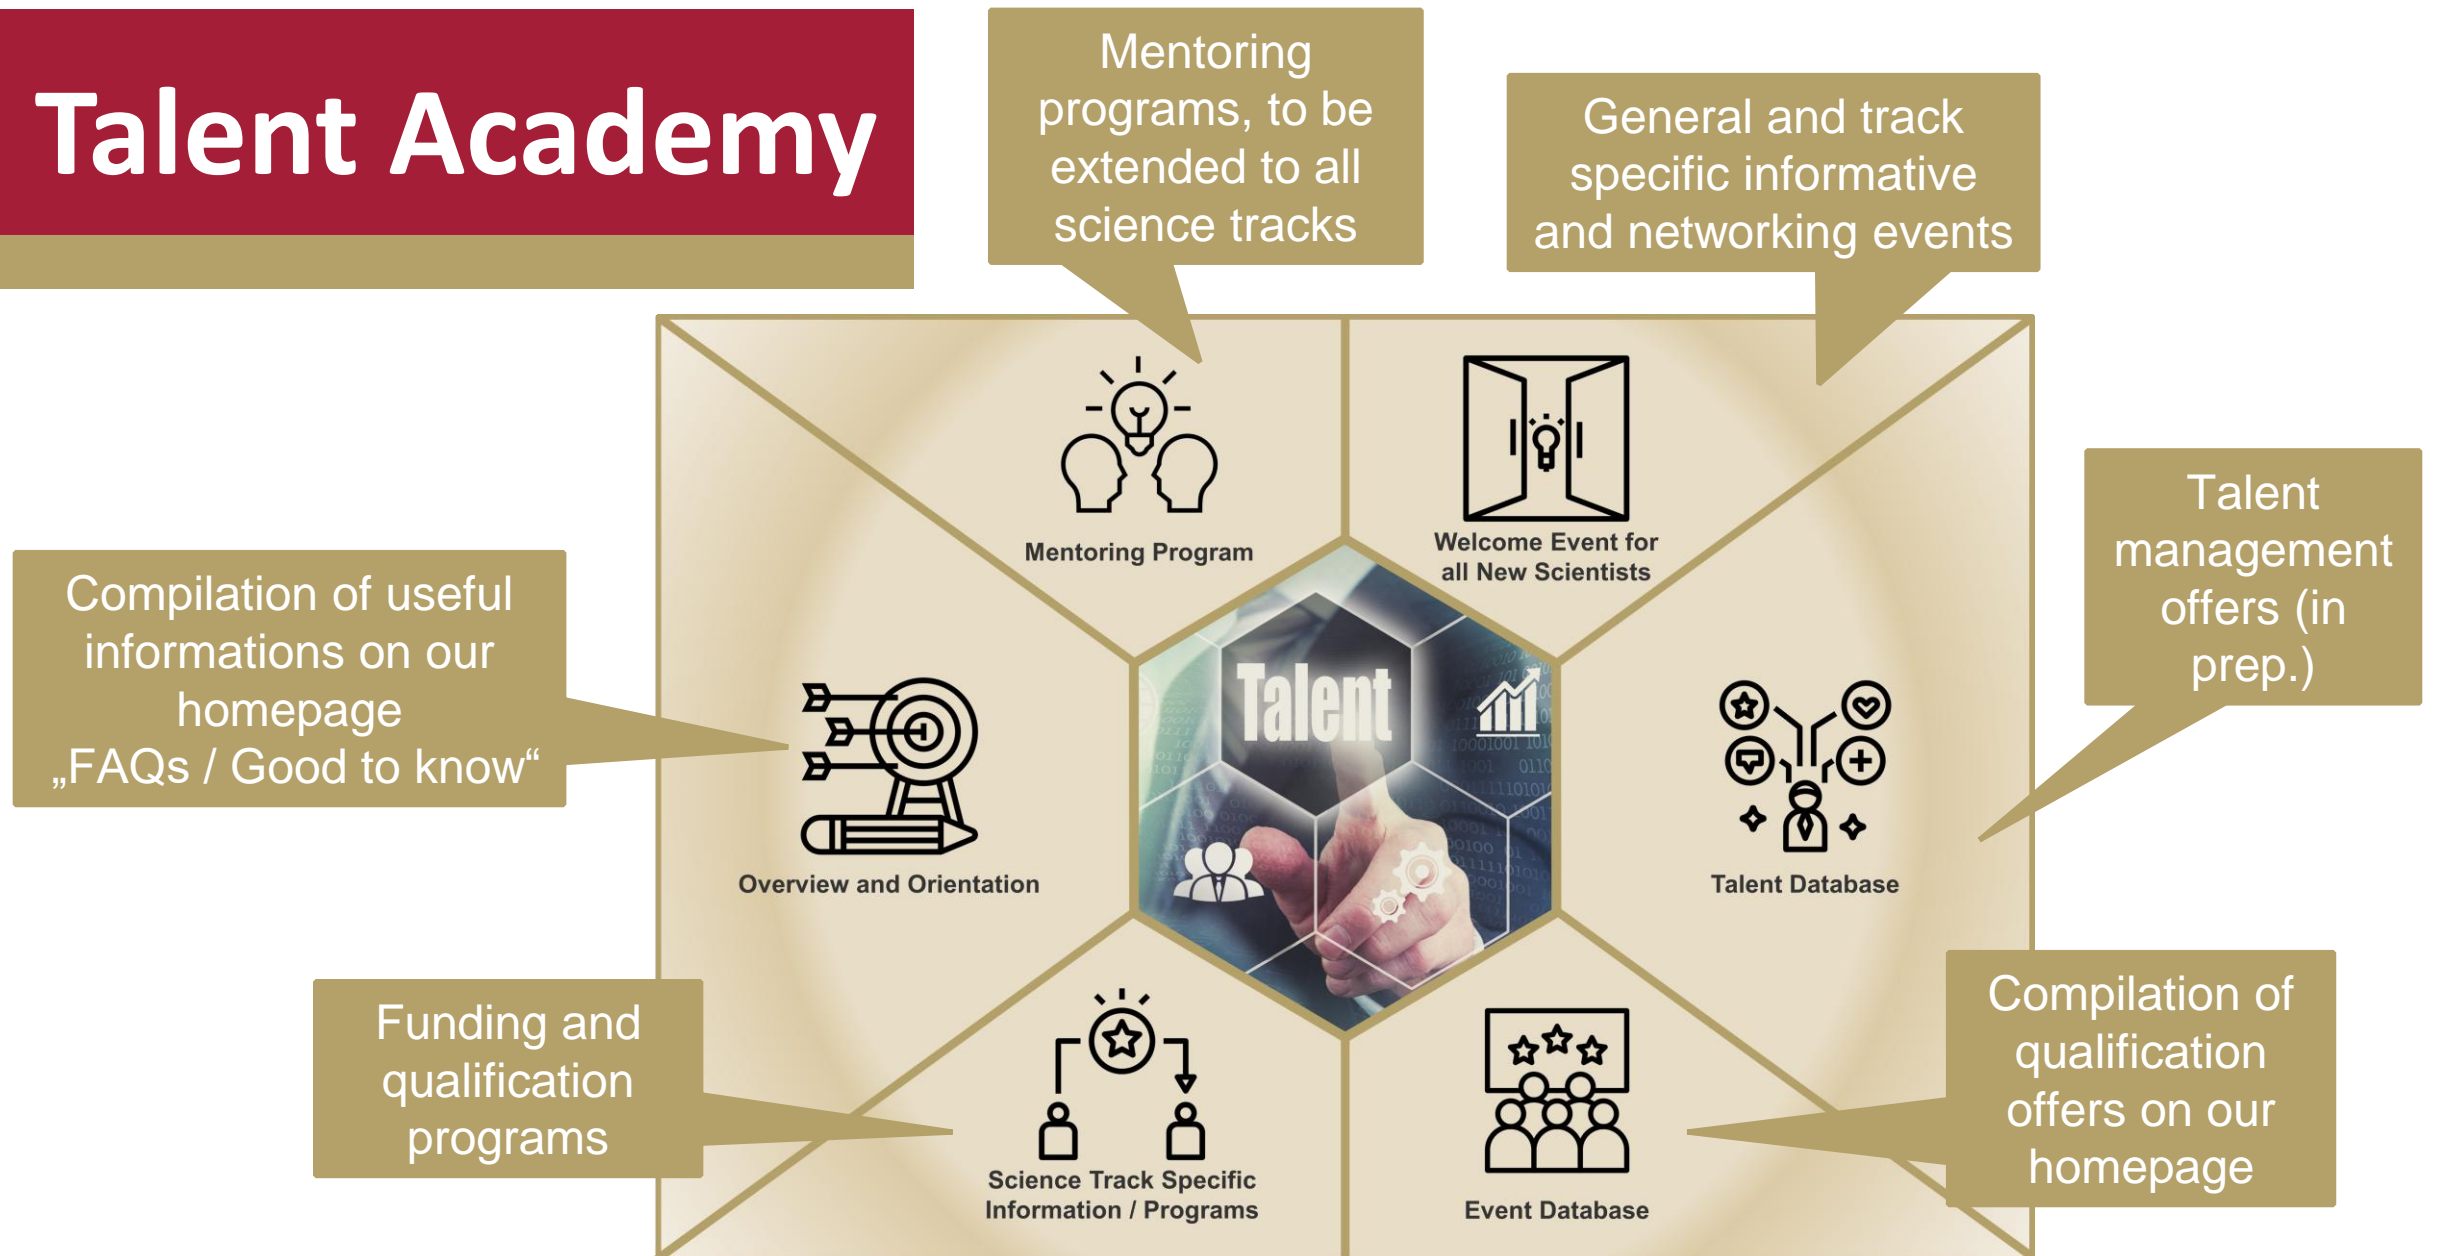 Talent Academy
Mentoring
programs, to be
extended to all
science tracks
General and track
specific informative
and networking events
Mentoring Program
Welcome Event for
all New Scientists
Talent
management
offers (in
prep.)
Compilation of useful
informations on our
homepage
„FAQs / Good to know“
Talent
Overview and Orientation
Talent Database
Funding and
qualification
programs
Science Track Specific
Information / Programs
Event Database
Compilation of
qualification
offers on our
homepage